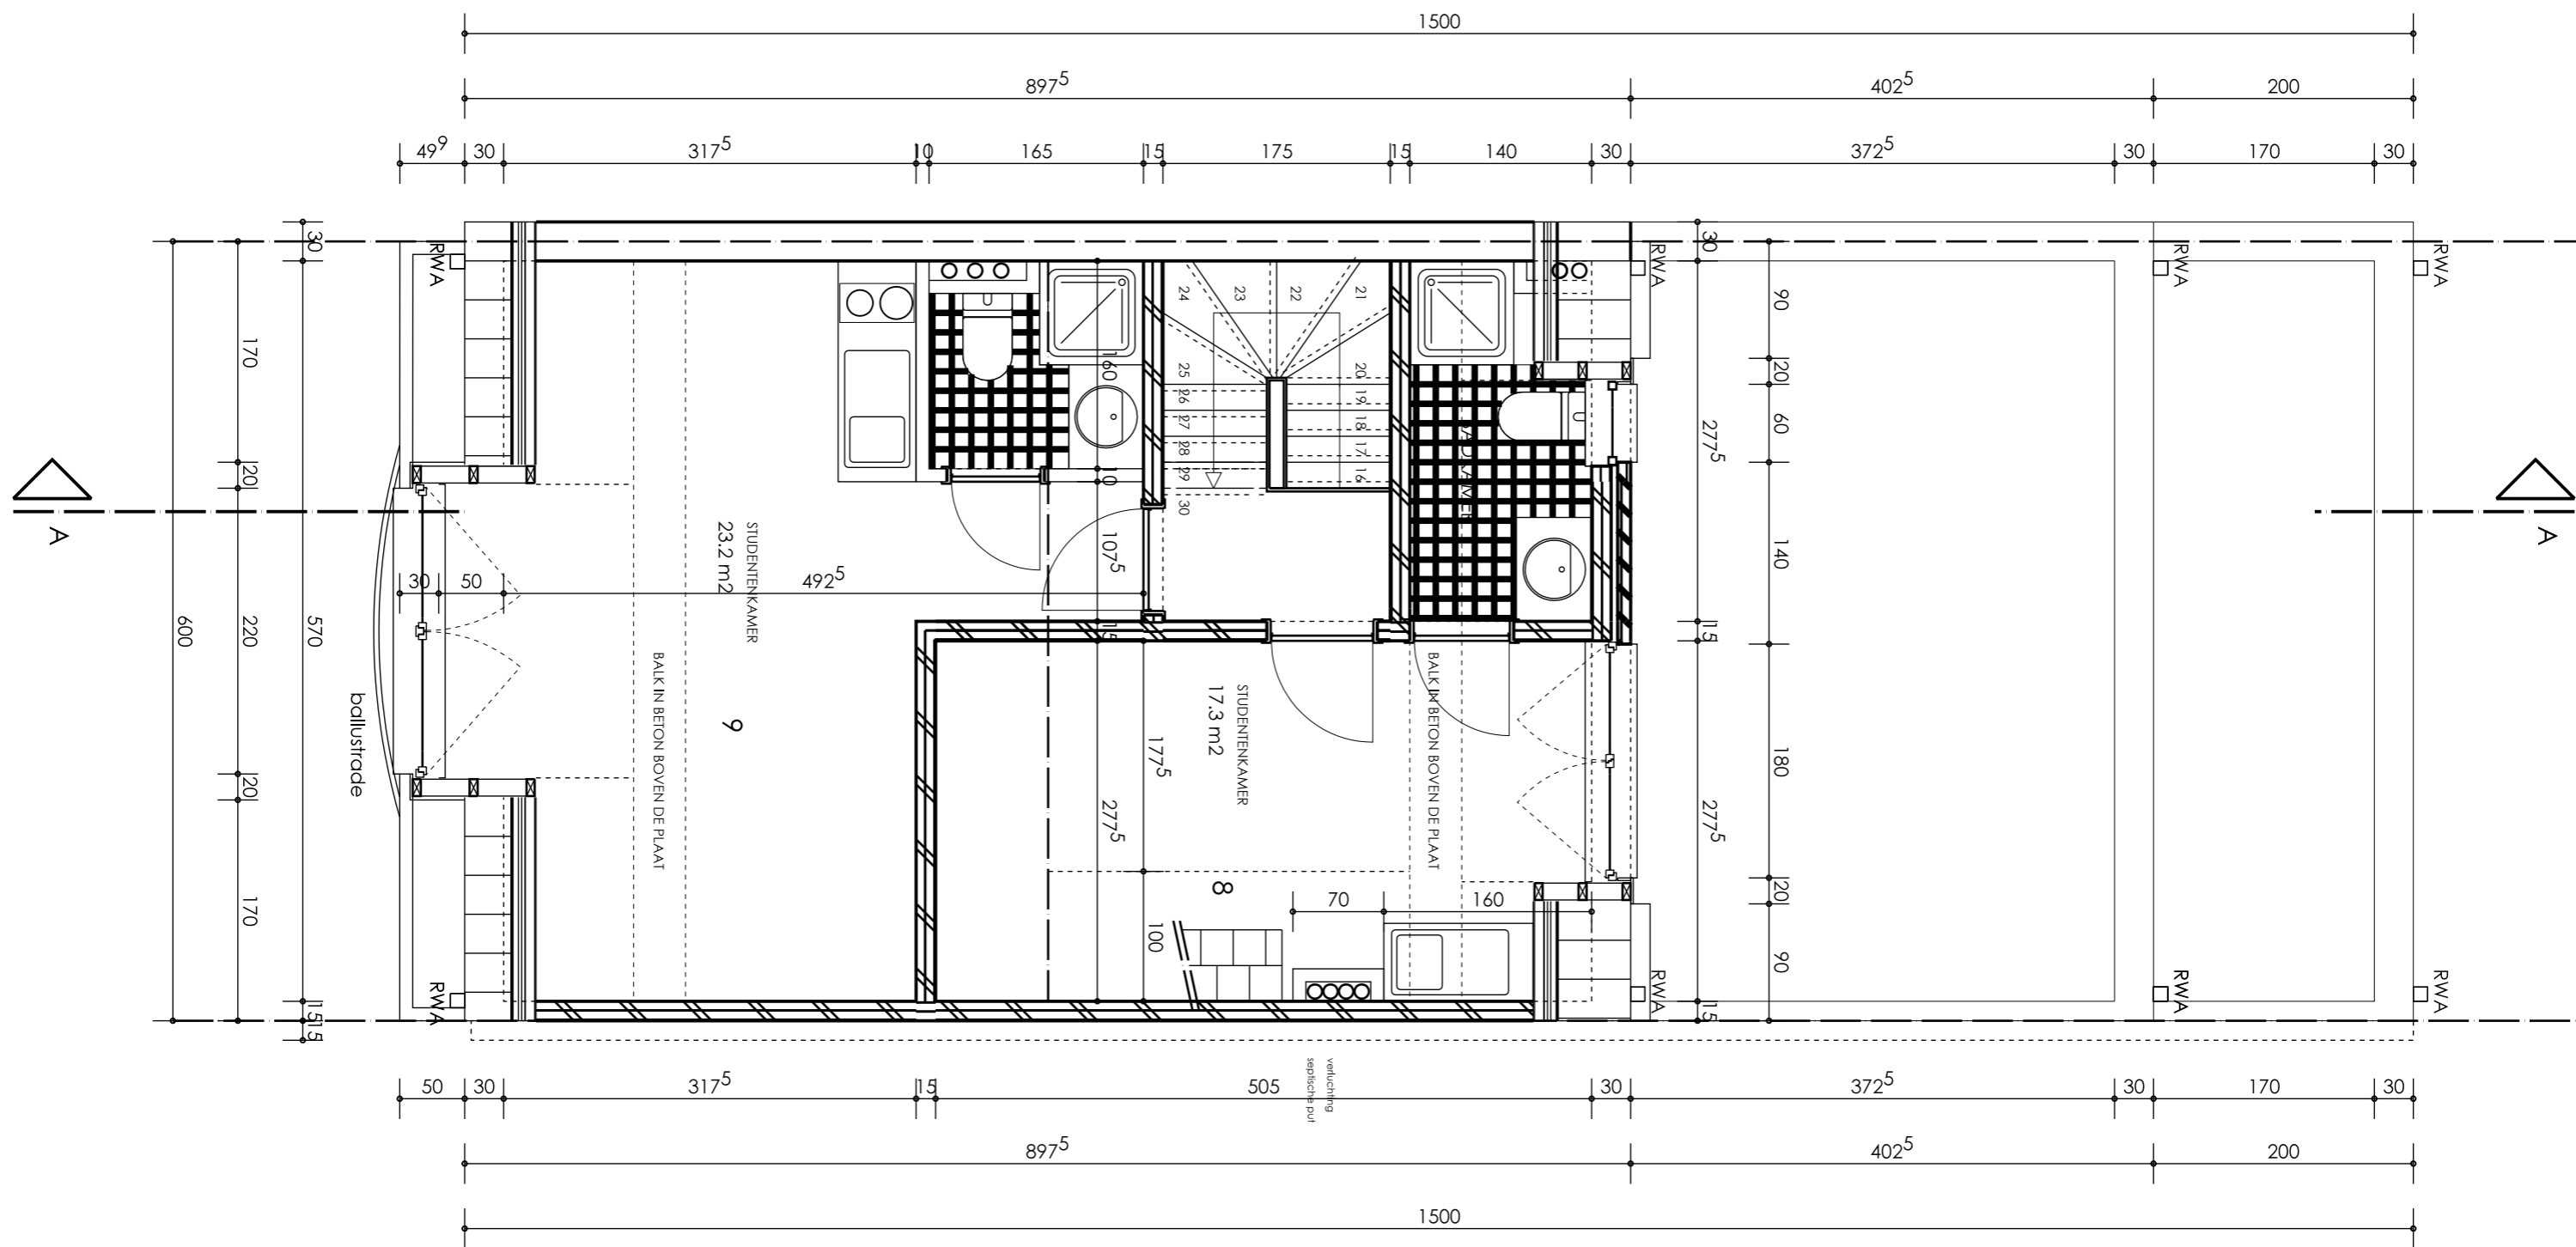 1500
897⁵ 402⁵ 200
49⁹ 30 317⁵ 10 165 15 175 15 140 30 372⁵ 30 170 30
RWA
RWA
RWA
RWA
30
30
170
20
220
20
170
600
570
15
15
24
23
22
21
25
26
27
28
29
30
20
19
18
17
16
160
10
107⁵
15
277⁵
177⁵
100
BADKAMER
90
20
60
140
180
20
90
277⁵
15
277⁵
15
A
A
STUDENTENKAMER
23.2 m2
30 50 492⁵
BALK IN BETON BOVEN DE PLAAT
9
ballustrade
STUDENTENKAMER
17.3 m2
BALK IN BETON BOVEN DE PLAAT
8
70 160
RWA
RWA
RWA
RWA
verluchting
septische put
50 30 317⁵ 15 505 30 372⁵ 30 170 30
897⁵ 402⁵ 200
1500